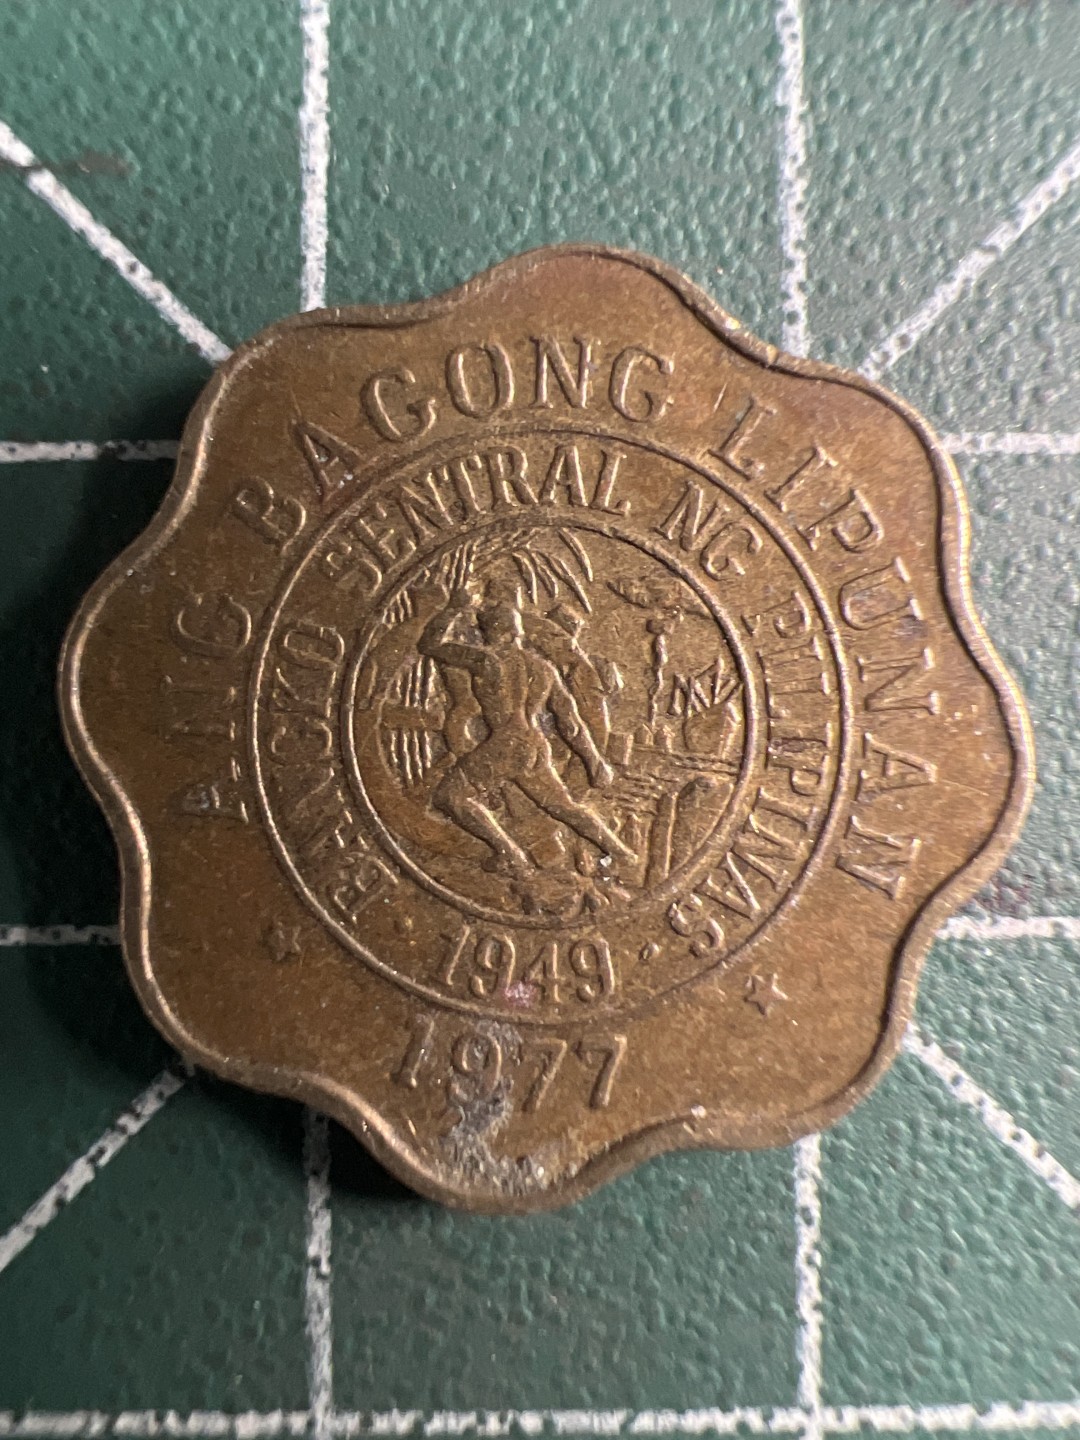 ANG BAGONG LIPUNAN
BANGKO SENTRAL NG PILIPINAS
· 1949 ·
1977